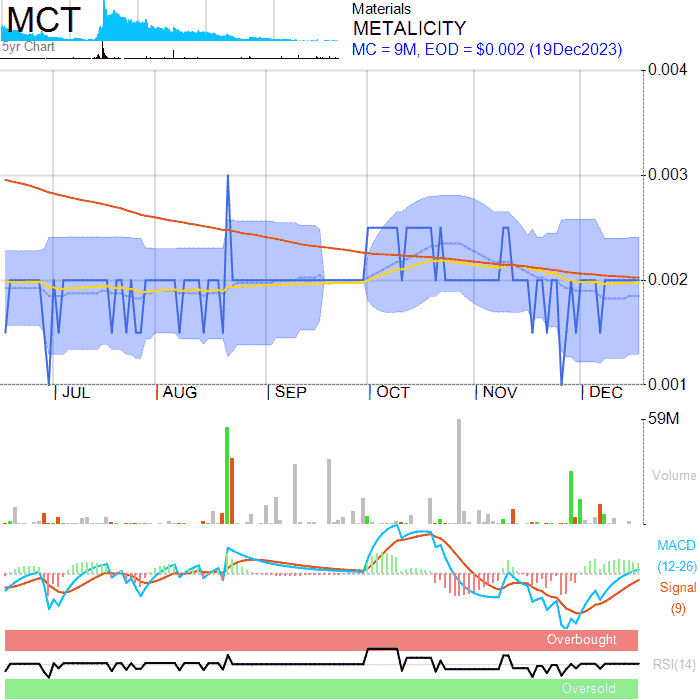 MCT
5yr Chart
Materials
METALICITY
MC = 9M, EOD = $0.002 (19Dec2023)
0.004
0.003
0.002
0.001
JUL
AUG
SEP
OCT
NOV
DEC
59M
Volume
MACD
(12-26)
Signal
(9)
Overbought
RSI(14)
Oversold